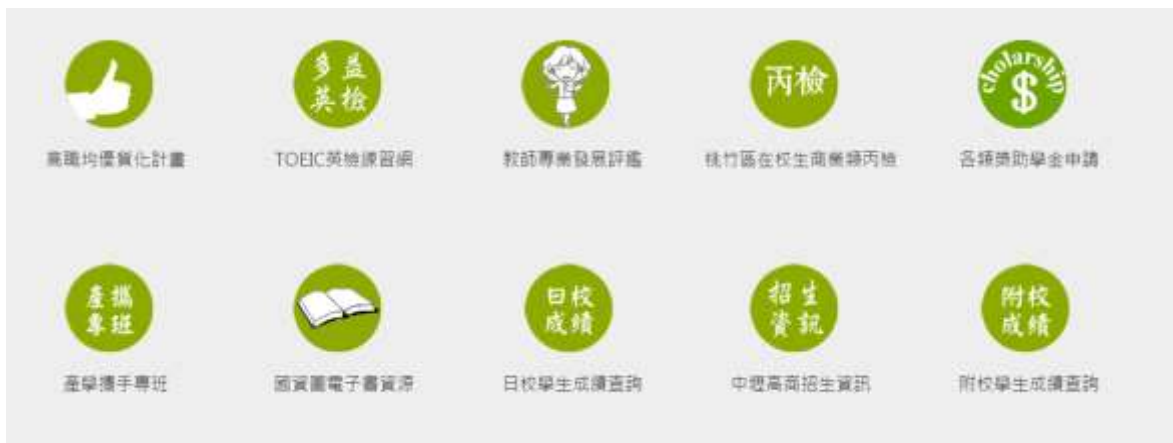 多益
英檢
丙檢
cholarship
$
高職均優質化計畫
TOEIC英檢練習網
教師專業發展評鑑
桃竹區在校生商業類丙檢
各類獎助學金申請
產攜
專班
日校
成績
招生
資訊
附校
成績
產學攜手專班
國資圖電子書資源
日校學生成績查詢
中壢高商招生資訊
附校學生成績查詢